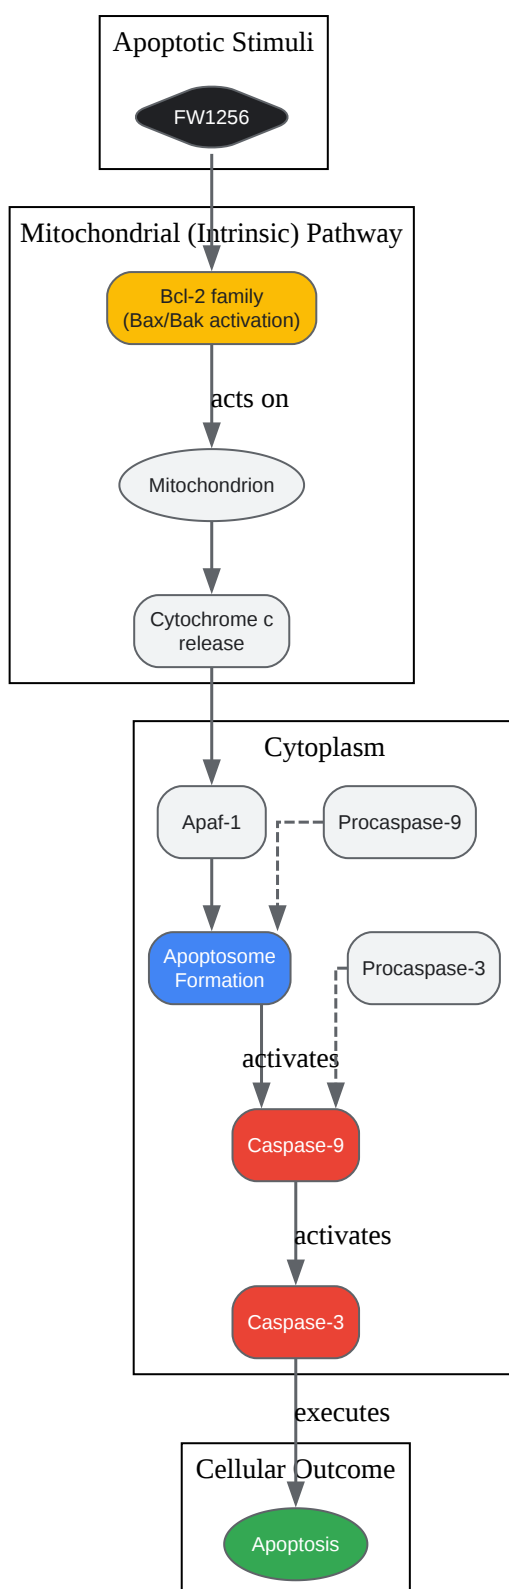 Apoptotic Stimuli
FW1256
Mitochondrial (Intrinsic) Pathway
Bcl-2 family
(Bax/Bak activation)
acts on
Mitochondrion
Cytochrome c
release
Cytoplasm
Apaf-1
Procaspase-9
Apoptosome
Formation
Procaspase-3
activates
Caspase-9
activates
Caspase-3
executes
Cellular Outcome
Apoptosis